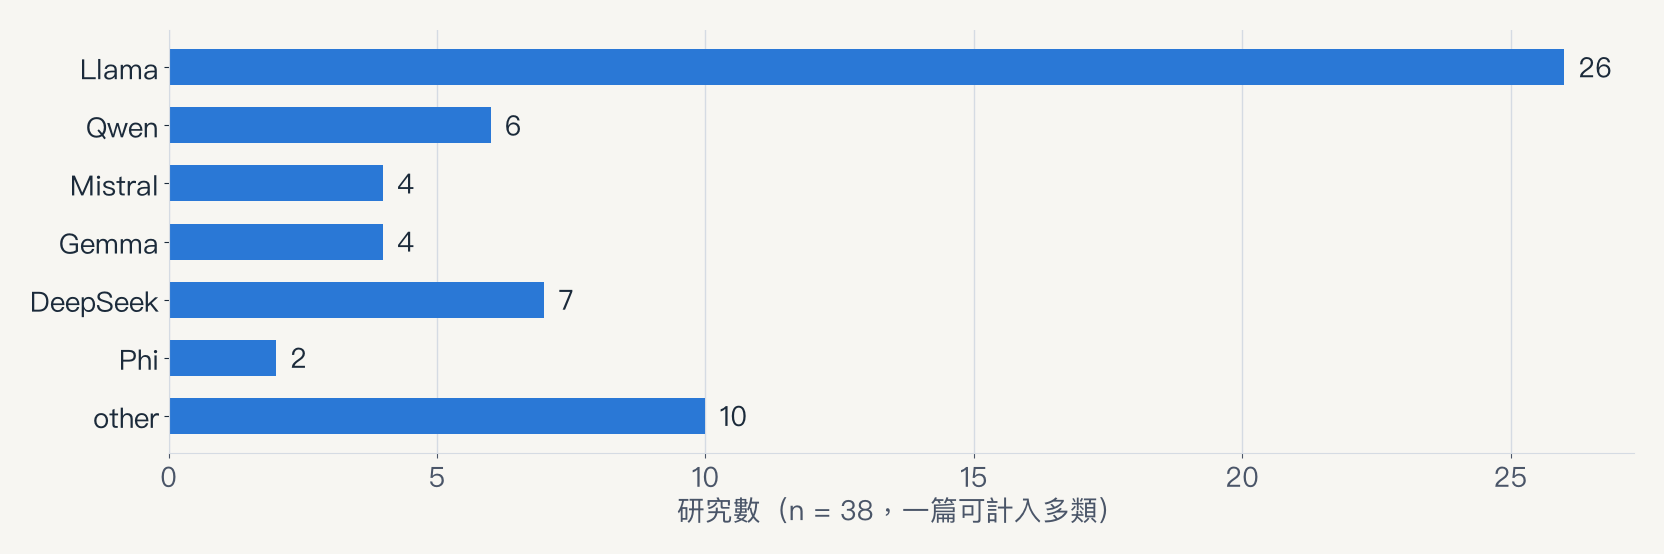 Llama 26
Qwen 6
Mistral 4
Gemma 4
DeepSeek 7
Phi 2
other 10
0 5 10 15 20 25
研究數（n = 38，一篇可計入多類）